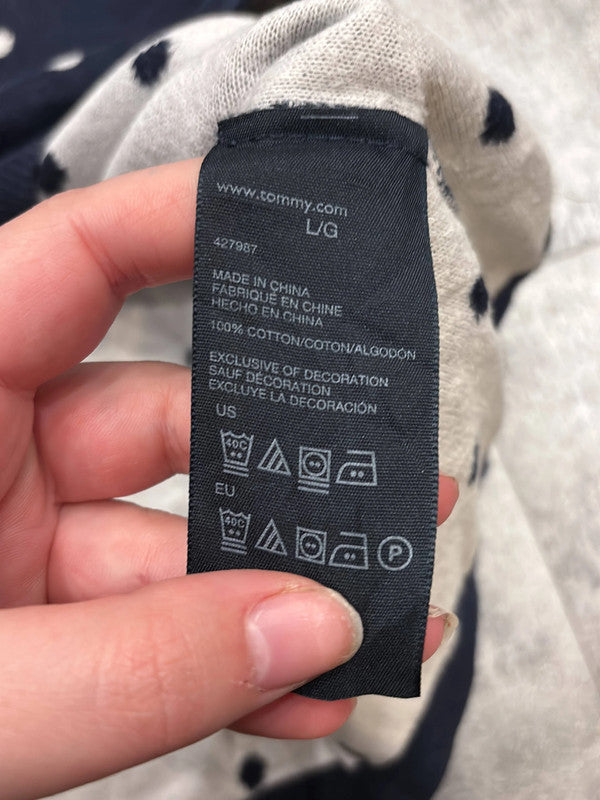 www.tommy.com
L/G
427987
MADE IN CHINA
FABRIQUÉ EN CHINE
HECHO EN CHINA
100% COTTON/COTON/ALGODÓN
EXCLUSIVE OF DECORATION
SAUF DÉCORATION
EXCLUYE LA DECORACIÓN
US
40C
EU
40C
P